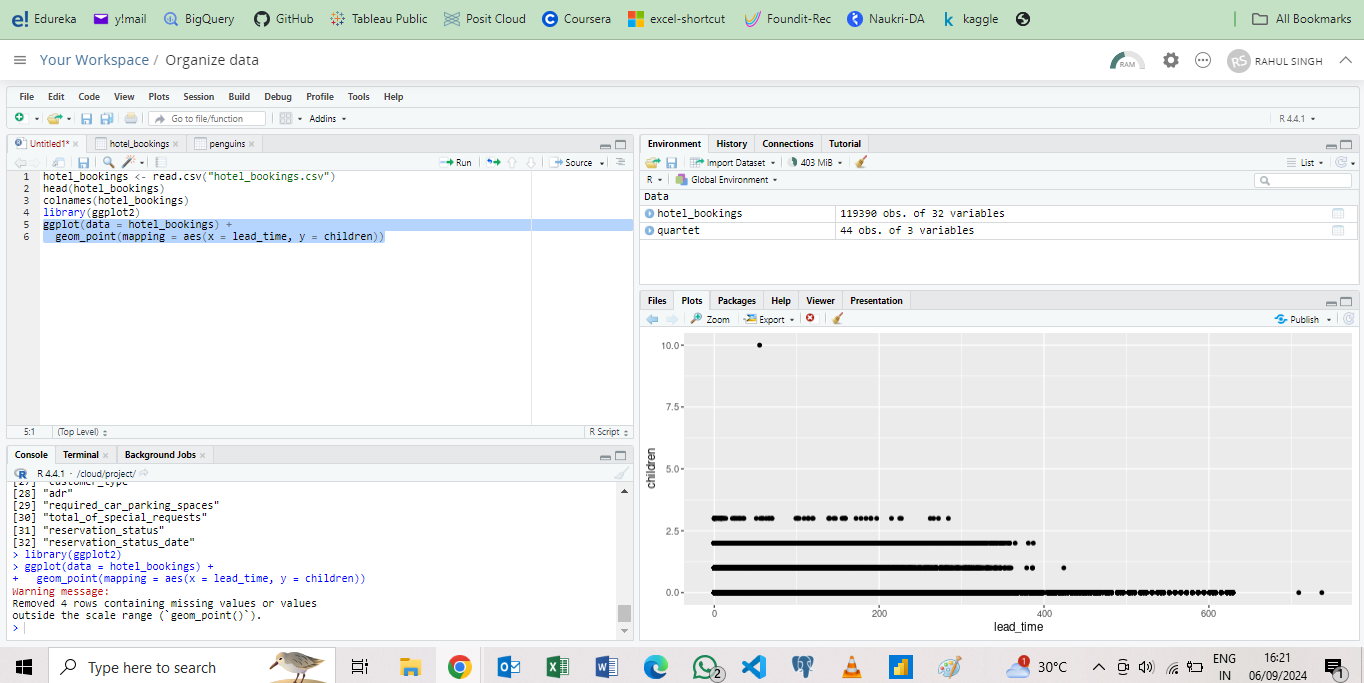 e! Edureka y!mail BigQuery GitHub Tableau Public Posit Cloud Coursera excel-shortcut Foundit-Rec Naukri-DA kaggle All Bookmarks
Your Workspace / Organize data RAM RS RAHUL SINGH
File Edit Code View Plots Session Build Debug Profile Tools Help
Go to file/function Addins R 4.4.1
Untitled1* hotel_bookings penguins
Run Source
1 hotel_bookings <- read.csv("hotel_bookings.csv")
2 head(hotel_bookings)
3 colnames(hotel_bookings)
4 library(ggplot2)
5 ggplot(data = hotel_bookings) +
6 geom_point(mapping = aes(x = lead_time, y = children))
5:1 (Top Level) R Script
Console Terminal Background Jobs
R 4.4.1 · /cloud/project/
[27] "customer_type"
[28] "adr"
[29] "required_car_parking_spaces"
[30] "total_of_special_requests"
[31] "reservation_status"
[32] "reservation_status_date"
> library(ggplot2)
> ggplot(data = hotel_bookings) +
+ geom_point(mapping = aes(x = lead_time, y = children))
Warning message:
Removed 4 rows containing missing values or values
outside the scale range (`geom_point()`).
>
Environment History Connections Tutorial
Import Dataset 403 MiB List
R Global Environment
Data
hotel_bookings 119390 obs. of 32 variables
quartet 44 obs. of 3 variables
Files Plots Packages Help Viewer Presentation
Zoom Export Publish
10.0
7.5
children
5.0
2.5
0.0
0 200 400 600
lead_time
Type here to search 2 1 30°C ENG 16:21
IN 06/09/2024 1